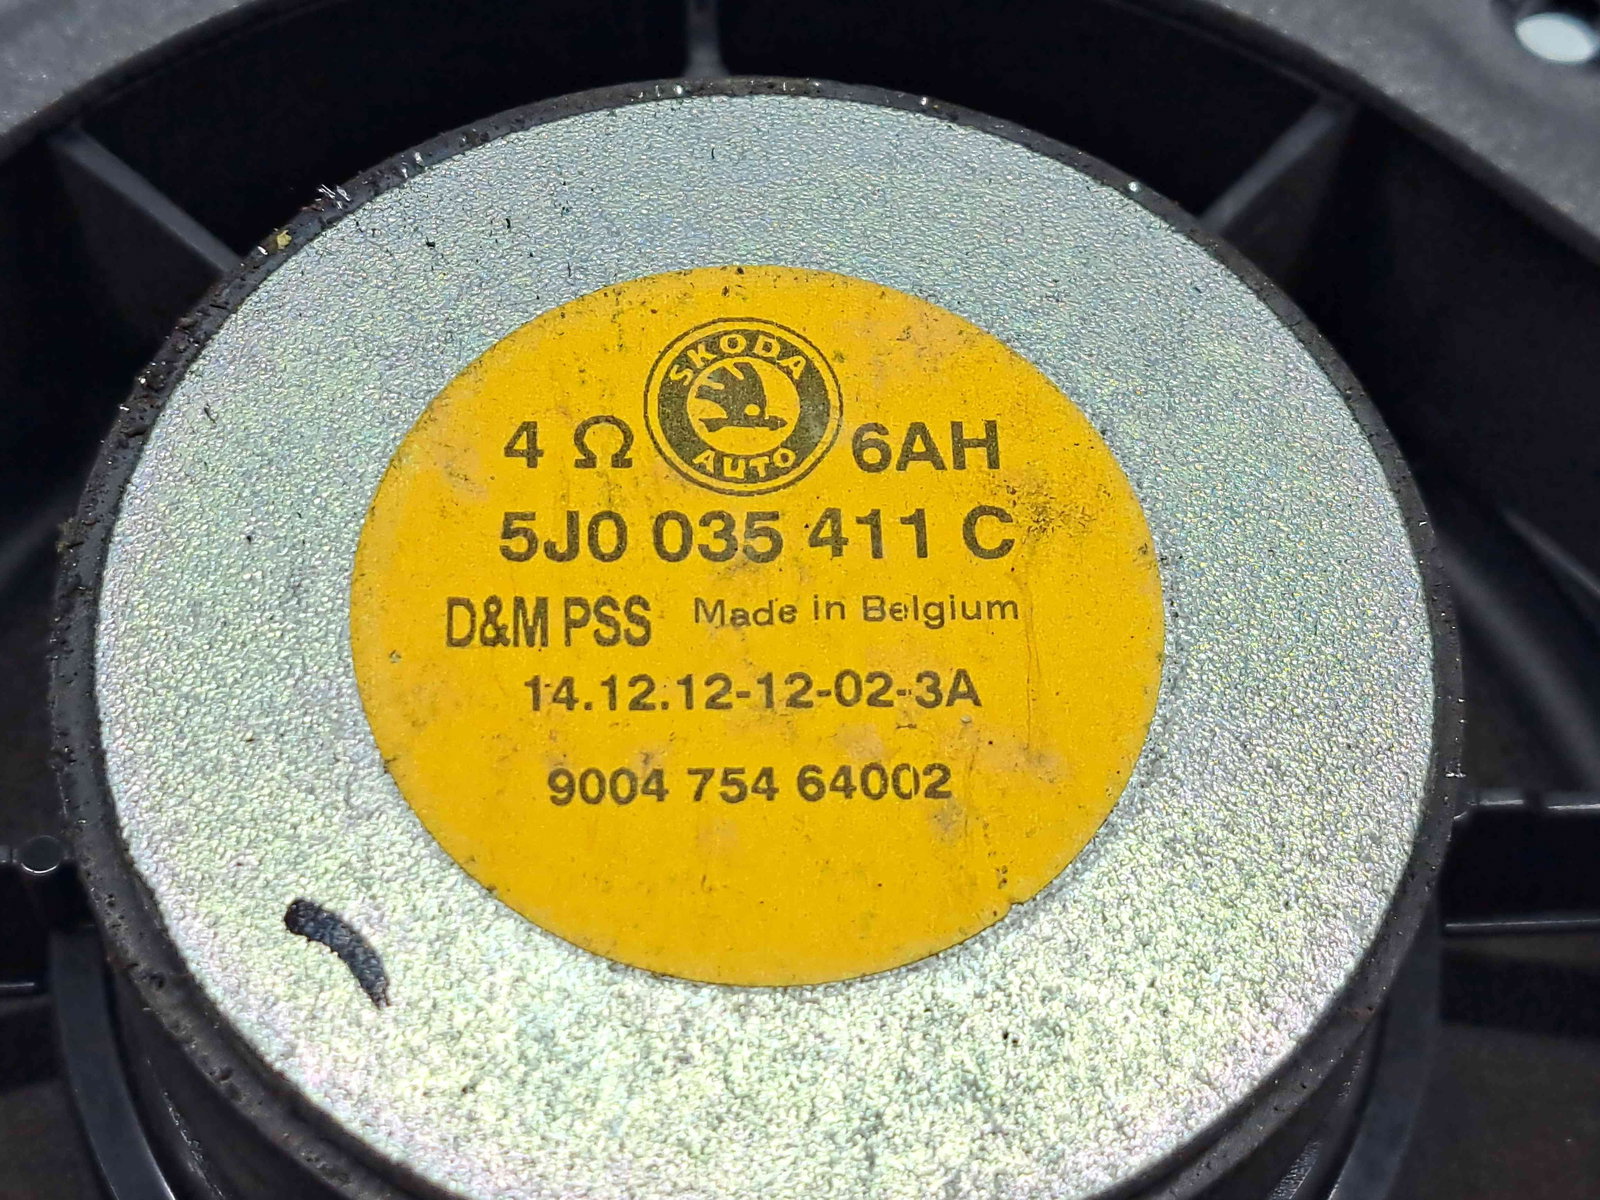 SKODA
AUTO
4 Ω 6AH
5J0 035 411 C
D&M PSS Made in Belgium
14.12.12-12-02-3A
9004 754 64002